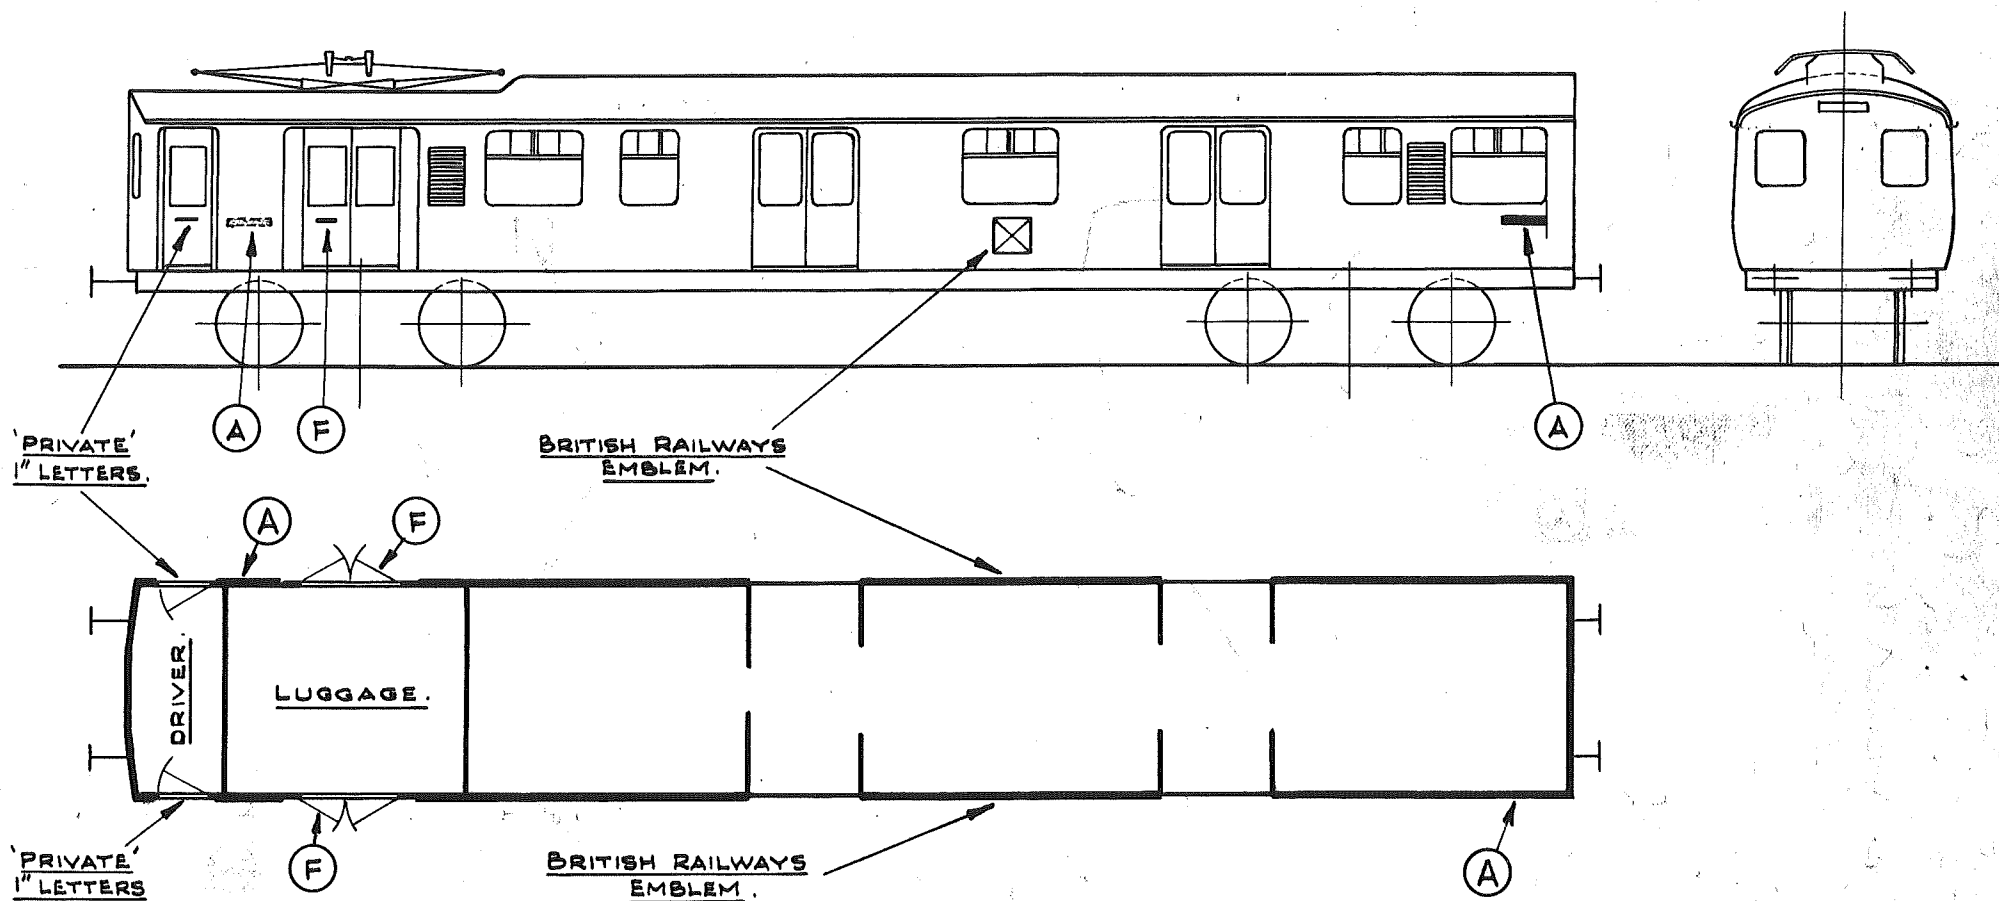 'PRIVATE'
1" LETTERS.
A
F
BRITISH RAILWAYS
EMBLEM.
A
A
F
DRIVER.
LUGGAGE.
'PRIVATE'
1" LETTERS
F
BRITISH RAILWAYS
EMBLEM.
A